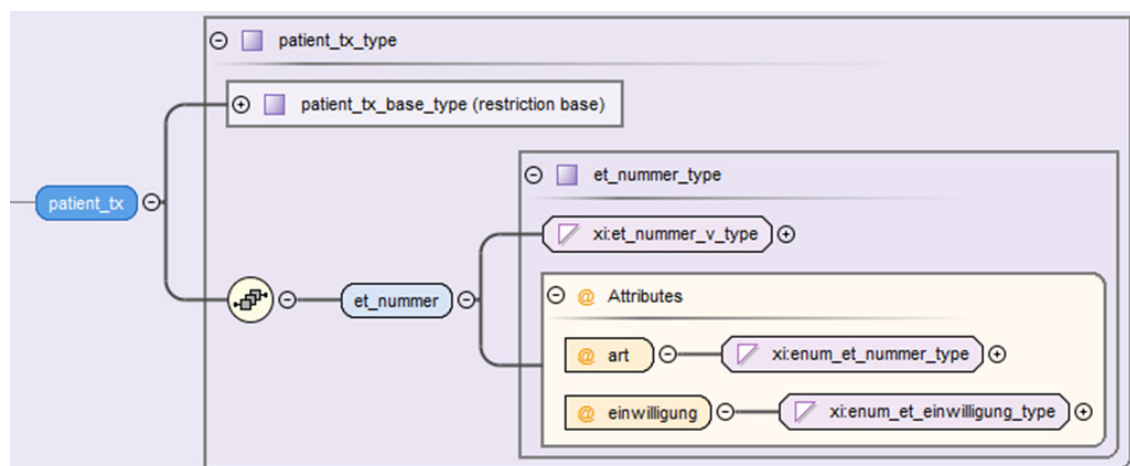 patient_tx_type
patient_tx_base_type (restriction base)
et_nummer_type
patient_tx
xi:et_nummer_v_type
et_nummer
@ Attributes
@ art
xi:enum_et_nummer_type
@ einwilligung
xi:enum_et_einwilligung_type